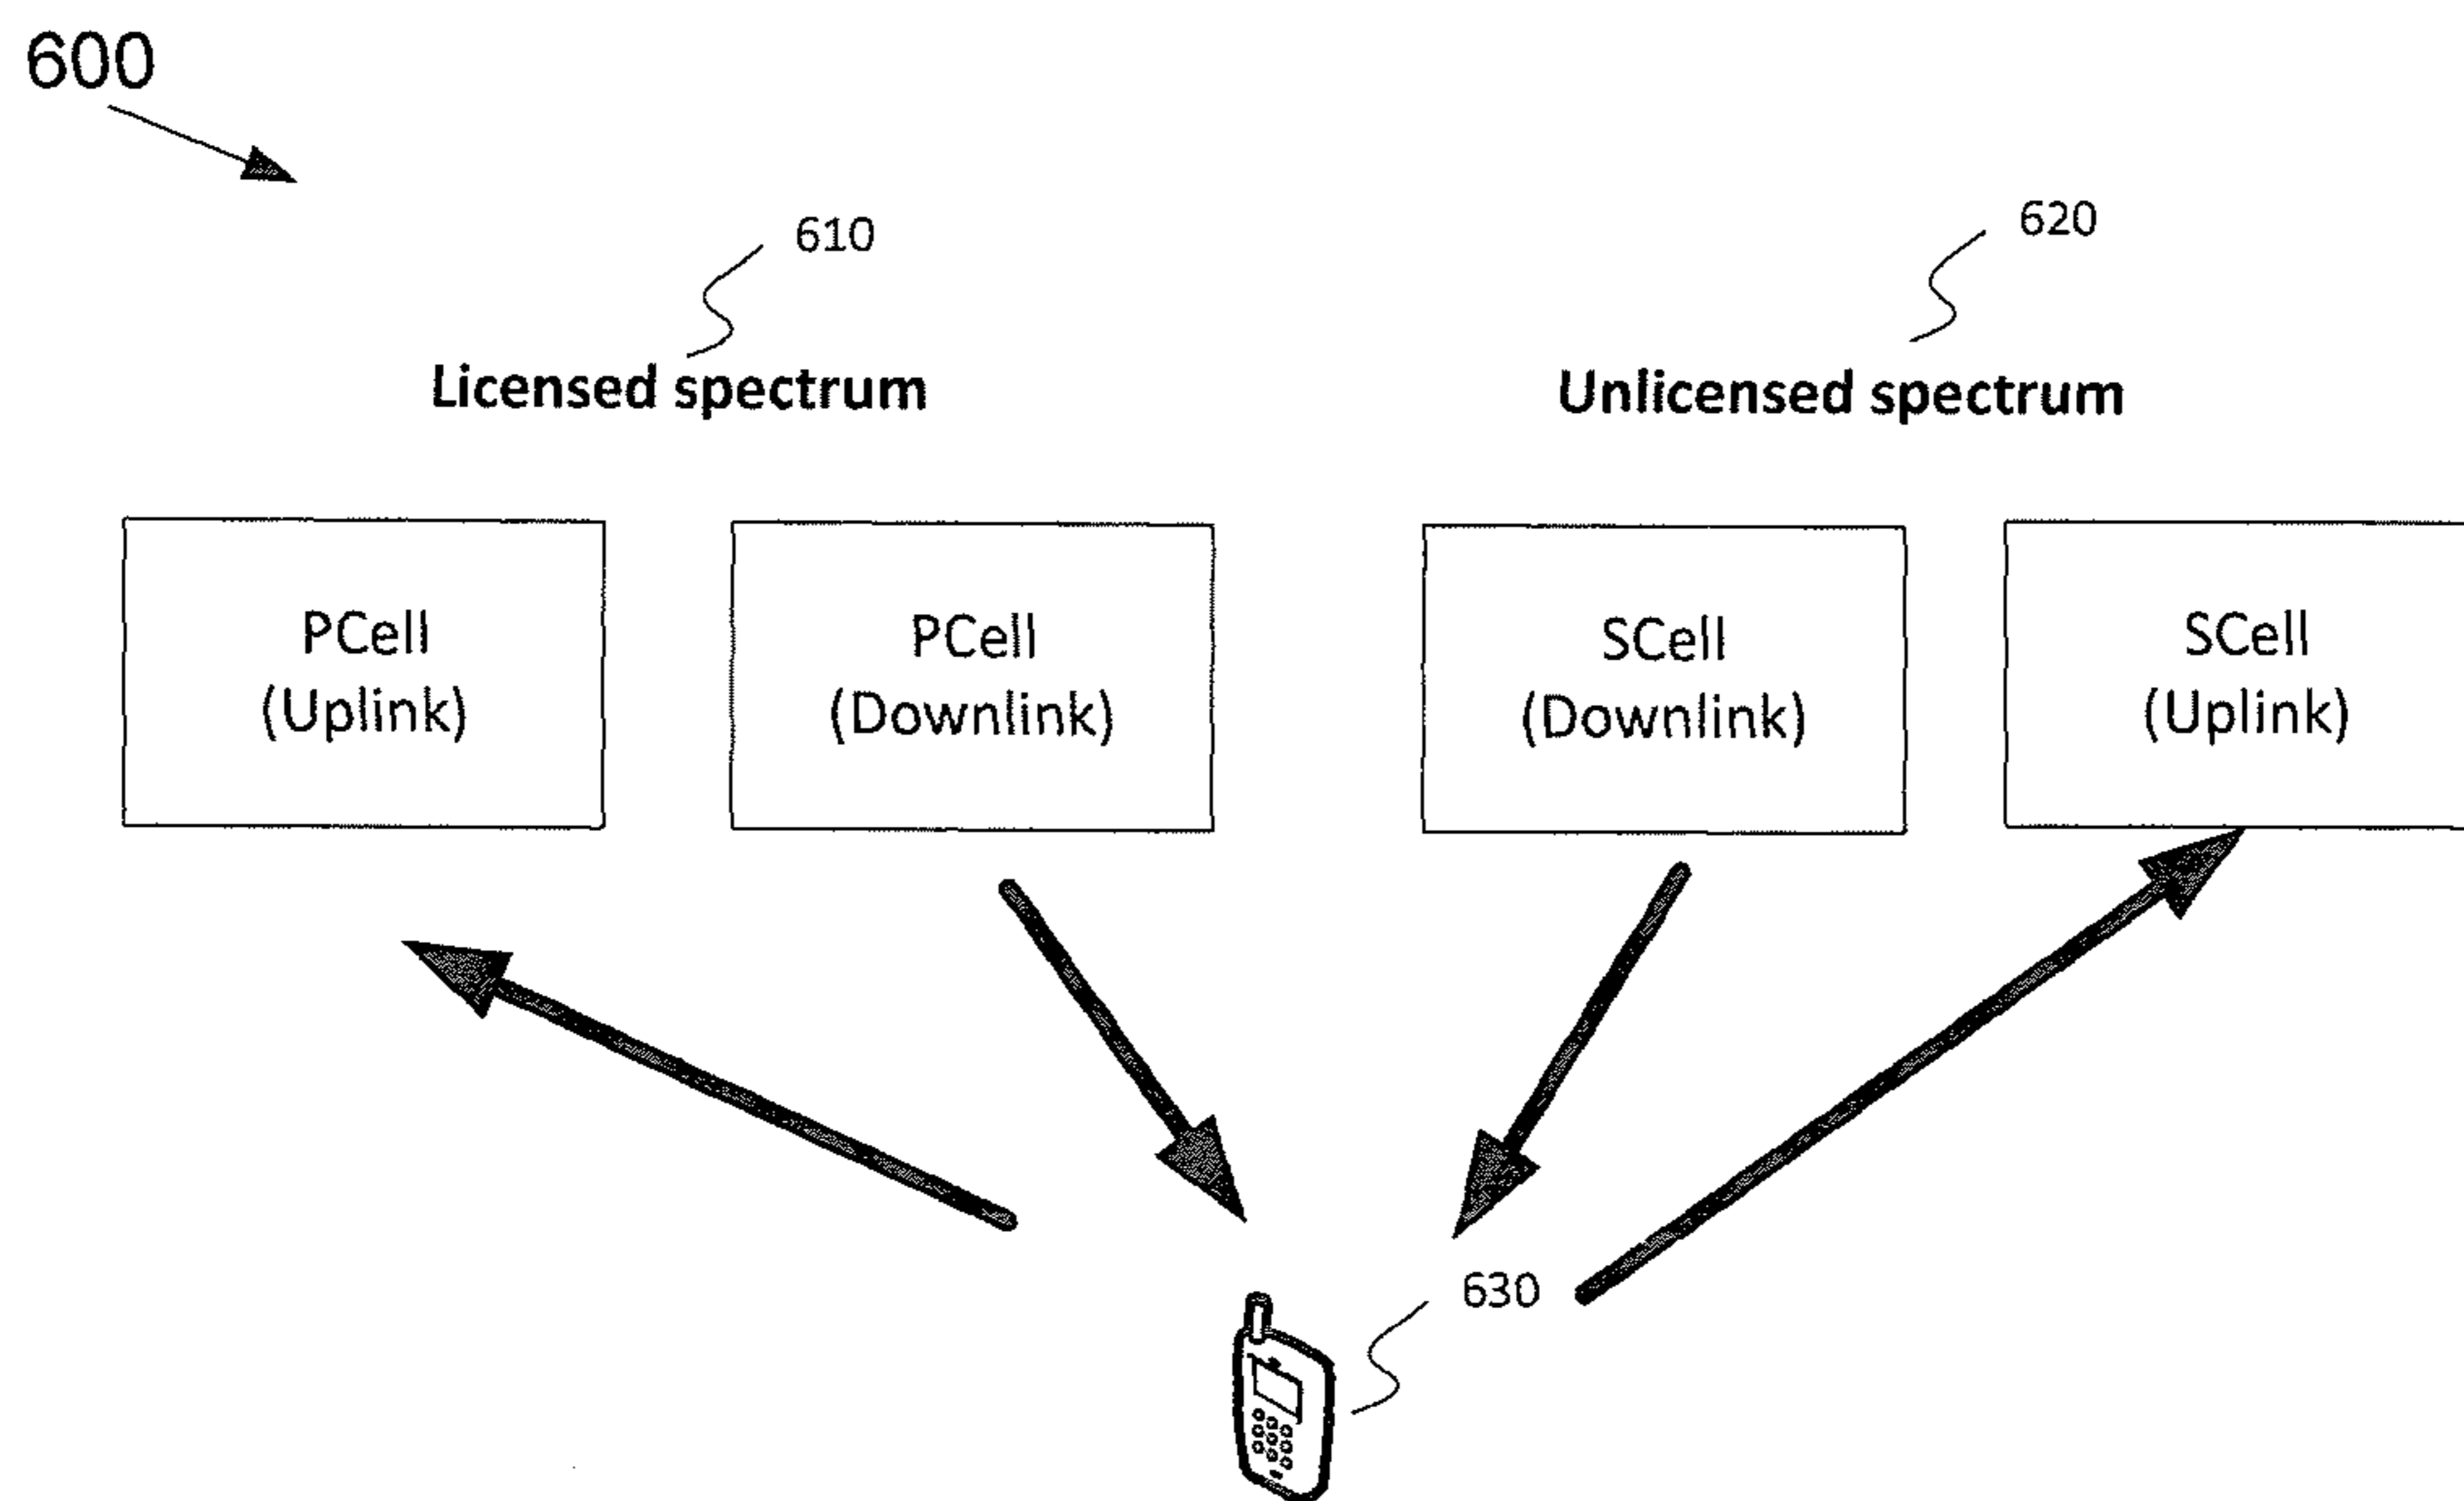 600
610
620
Licensed spectrum
Unlicensed spectrum
PCell
(Uplink)
PCell
(Downlink)
SCell
(Downlink)
SCell
(Uplink)
630